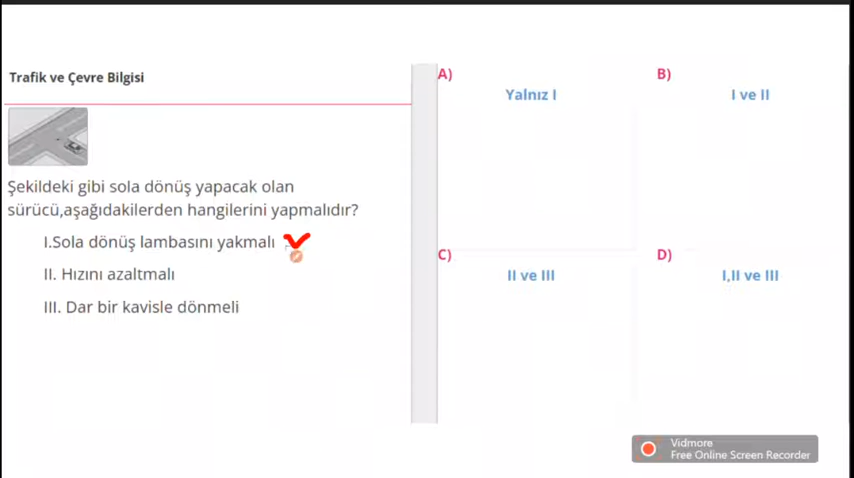 Trafik ve Çevre Bilgisi
Şekildeki gibi sola dönüş yapacak olan
sürücü,aşağıdakilerden hangilerini yapmalıdır?
I.Sola dönüş lambasını yakmalı
II. Hızını azaltmalı
III. Dar bir kavisle dönmeli
A)
Yalnız I
B)
I ve II
C)
II ve III
D)
I,II ve III
Vidmore
Free Online Screen Recorder